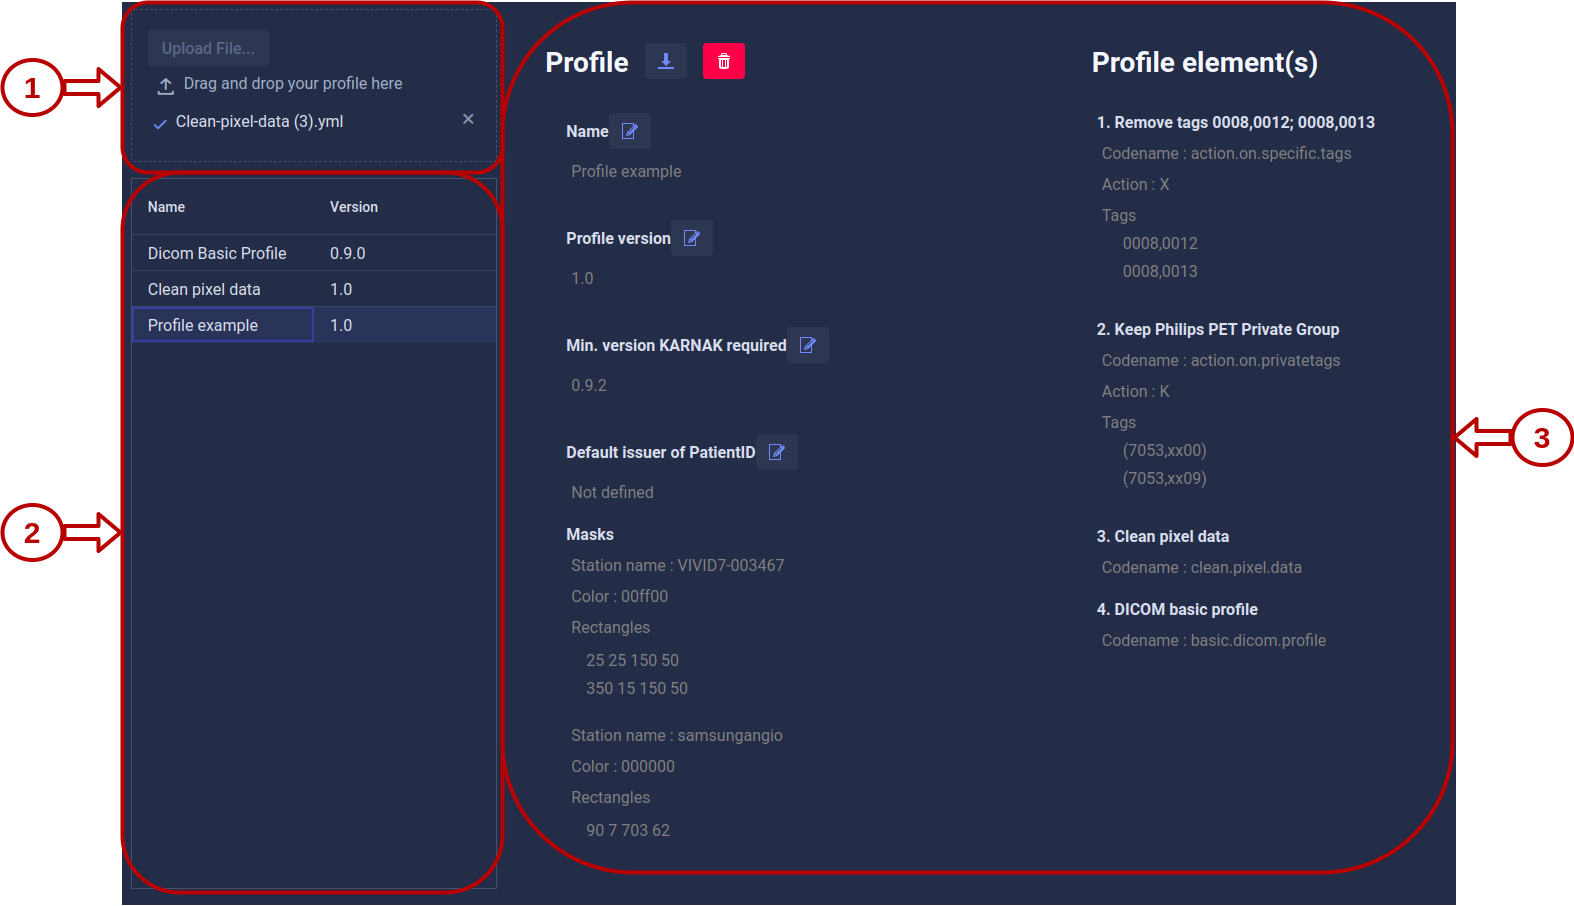 1
Upload File...
Drag and drop your profile here
Clean-pixel-data (3).yml
2
Name Version
Dicom Basic Profile 0.9.0
Clean pixel data 1.0
Profile example 1.0
3
Profile
Name
Profile example
Profile version
1.0
Min. version KARNAK required
0.9.2
Default issuer of PatientID
Not defined
Masks
Station name : VIVID7-003467
Color : 00ff00
Rectangles
25 25 150 50
350 15 150 50
Station name : samsungangio
Color : 000000
Rectangles
90 7 703 62
Profile element(s)
1. Remove tags 0008,0012; 0008,0013
Codename : action.on.specific.tags
Action : X
Tags
0008,0012
0008,0013
2. Keep Philips PET Private Group
Codename : action.on.privatetags
Action : K
Tags
(7053,xx00)
(7053,xx09)
3. Clean pixel data
Codename : clean.pixel.data
4. DICOM basic profile
Codename : basic.dicom.profile